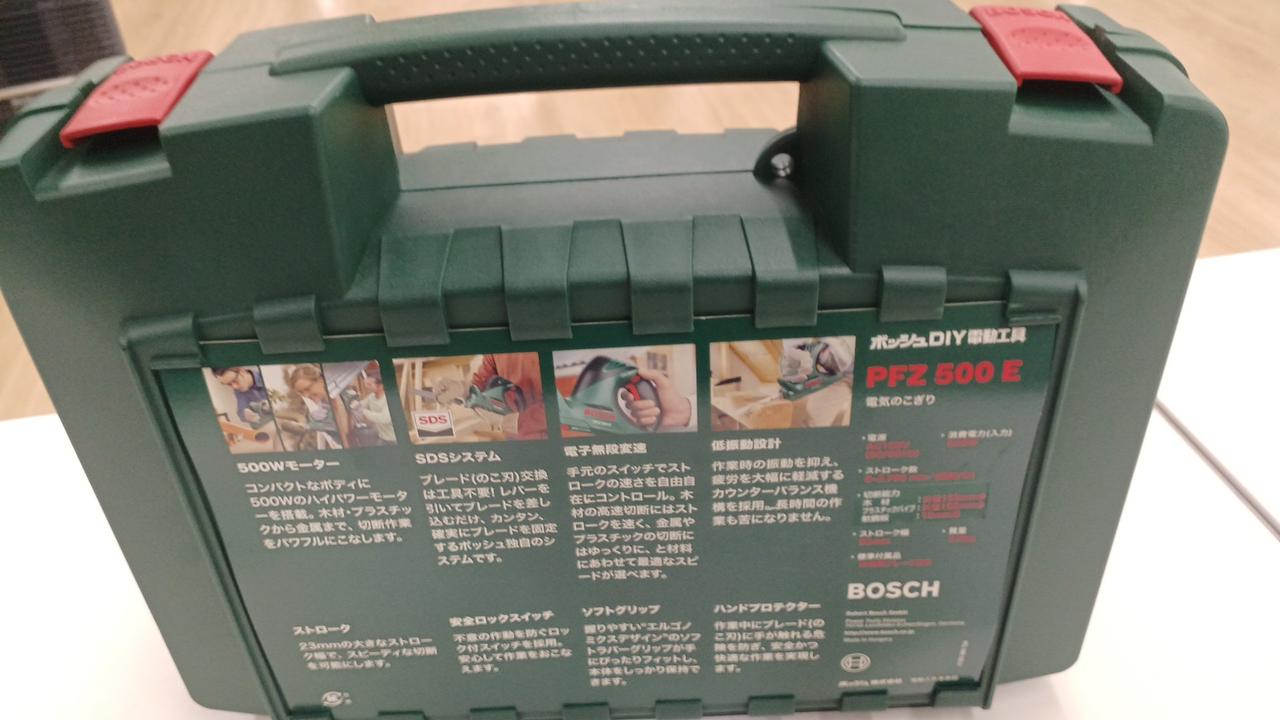 BOSCH
500Wモーター
コンパクトなボディに
500Wのハイパワーモータ
ーを搭載。木材・プラスチッ
クから金属まで、切断作業
をパワフルにこなします。
SDS
SDSシステム
ブレード(のこ刃)交換
は工具不要! レバーを
引いてブレードを差し
込むだけ、カンタン、
確実にブレードを固定
するボッシュ独自のシ
ステムです。
電子無段変速
手元のスイッチでスト
ロークの速さを自由自
在にコントロール。木
材の高速切断にはスト
ロークを速く、金属や
プラスチックの切断に
はゆっくりに、と材料
にあわせて最適なスピ
ードが選べます。
低振動設計
作業時の振動を抑え、
疲労を大幅に軽減する
カウンターバランス機
構を採用。長時間の作
業も苦になりません。
ストローク
23mmの大きなストロー
ク幅で、スピーディな切断
を可能にします。
安全ロックスイッチ
不意の作動を防ぐロッ
ク付スイッチを採用。
安心して作業をおこな
えます。
ソフトグリップ
握りやすい"エルゴノ
ミクスデザイン"のソフ
トラバーグリップが手
にぴったりフィットし、
本体をしっかり保持で
きます。
ハンドプロテクター
作業中にブレード(の
こ刃)に手が触れる危
険を防ぎ、安全かつ
快適な作業を実現し
ます。
ボッシュDIY電動工具
PFZ 500 E
電気のこぎり
・電源
・消費電力(入力)
・ストローク数
・切断能力
木材
プラスチックパイプ
軟鋼板
・ストローク幅
・質量
・標準付属品
BOSCH
Robert Bosch GmbH
Power Tools Division
http://www.bosch.co.jp
Made in Hungary
ボッシュ株式会社